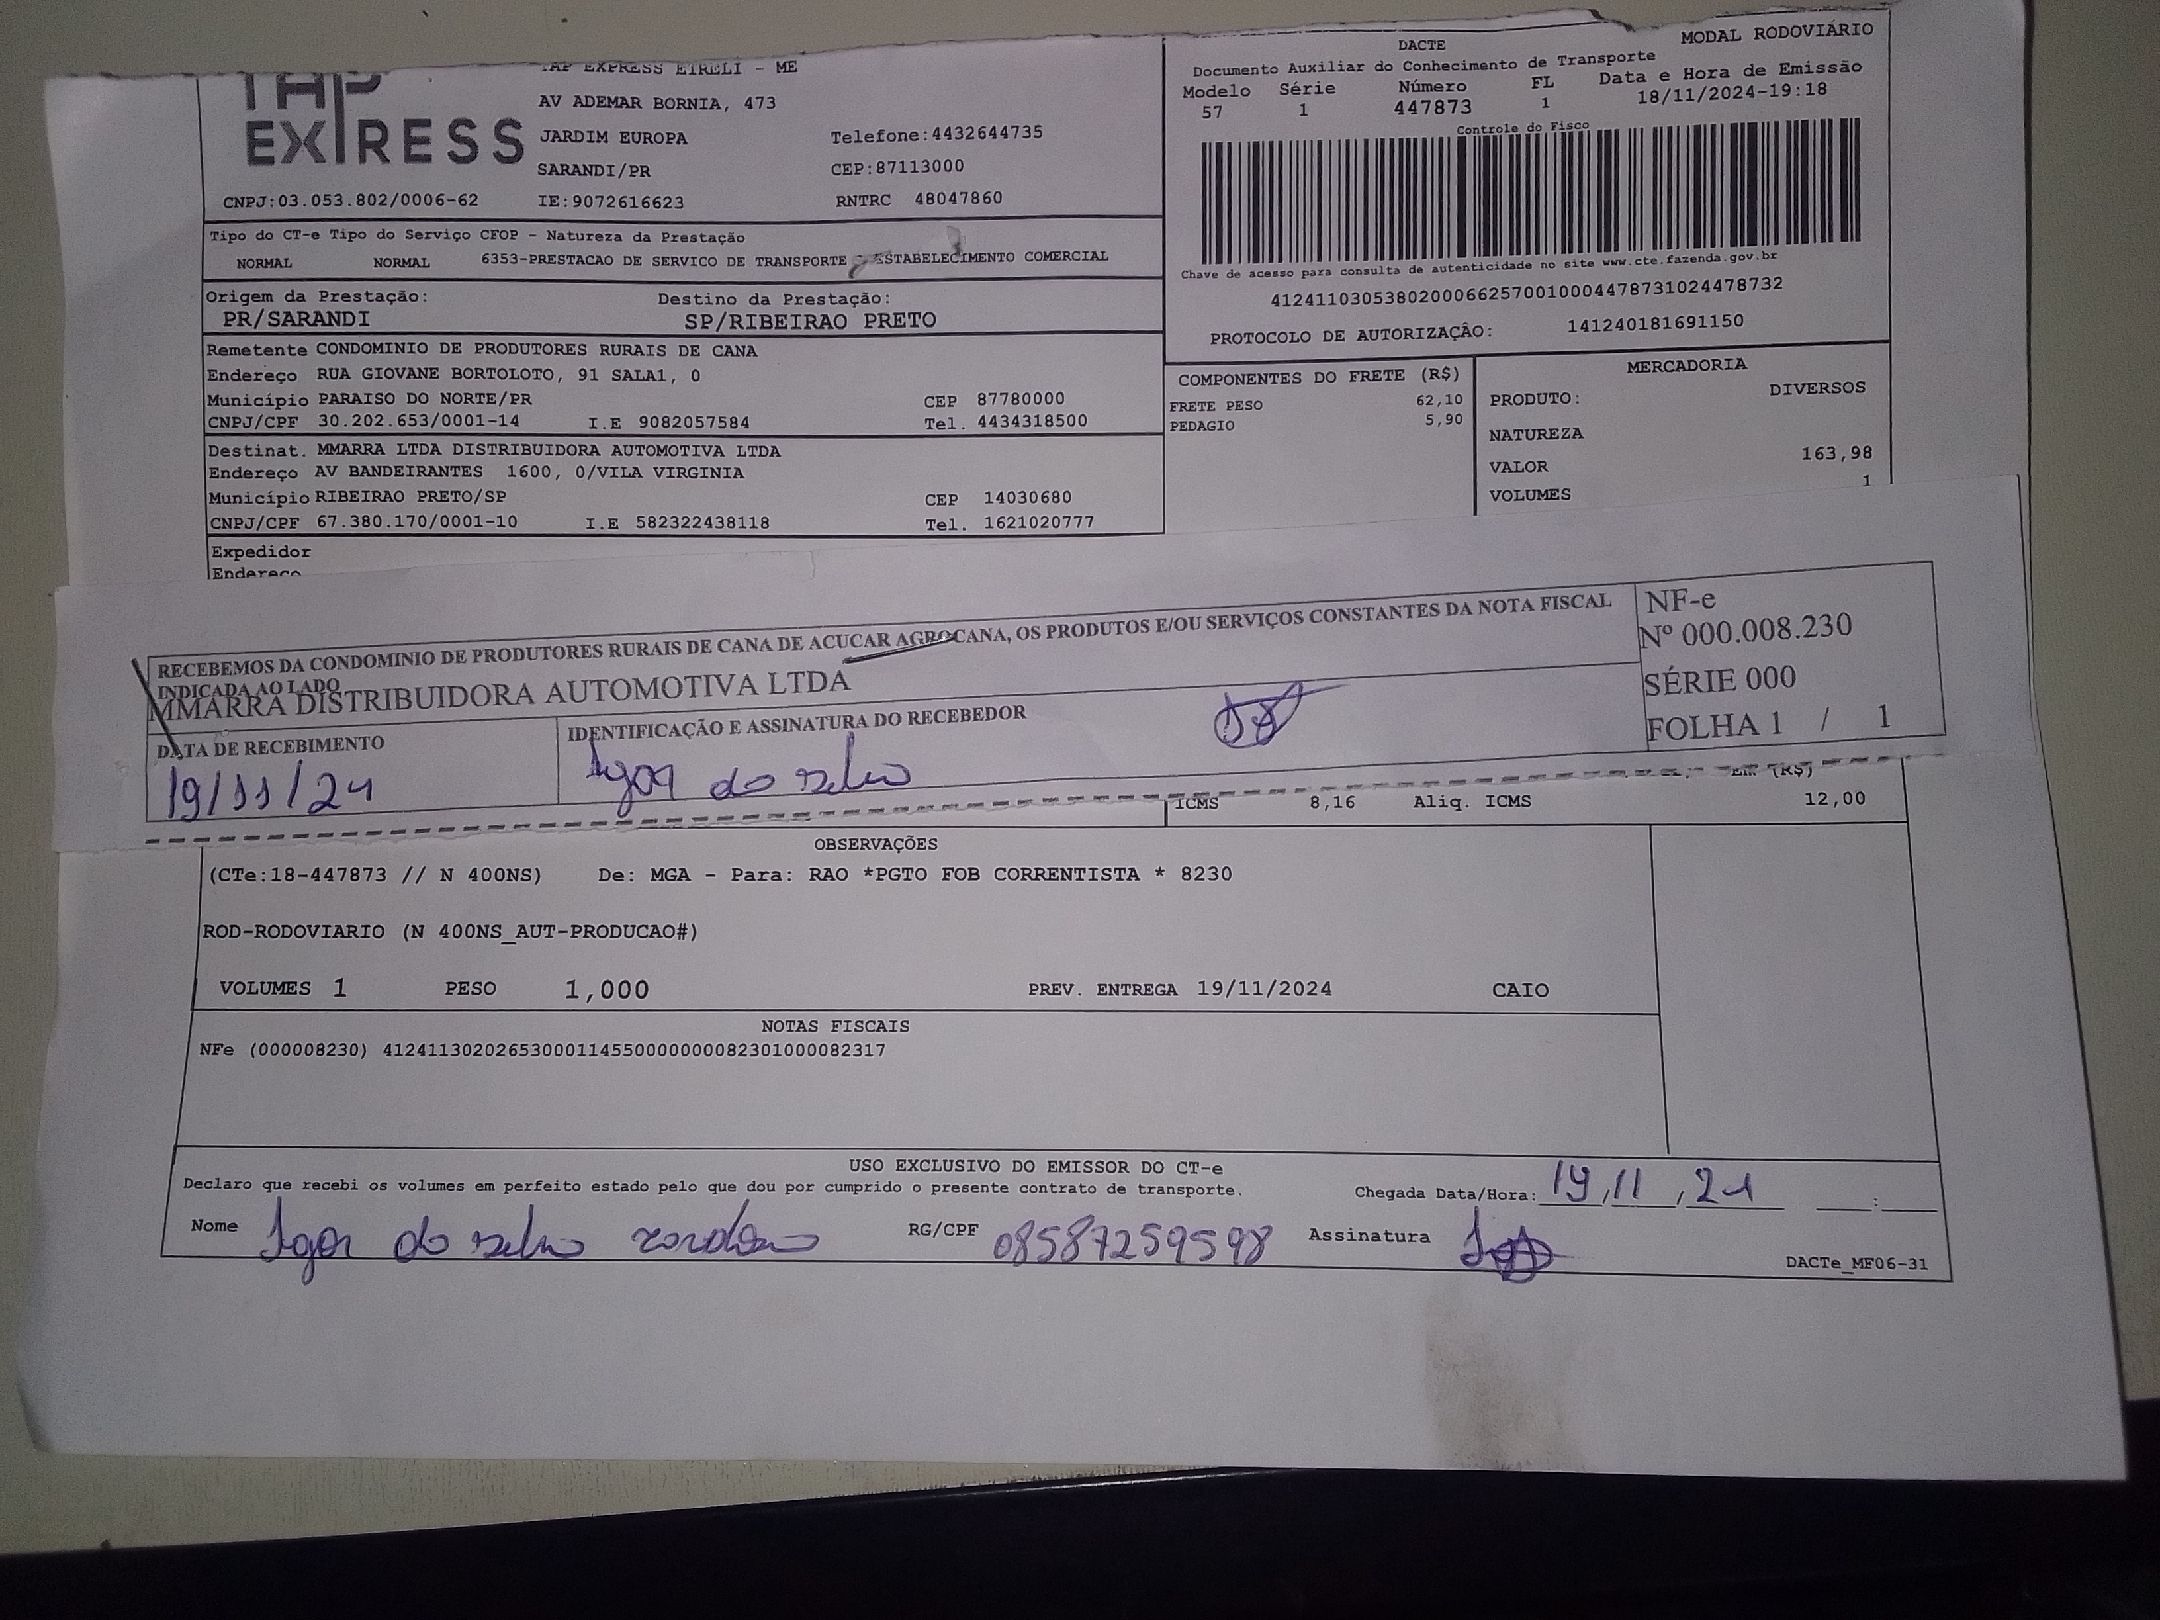 TAP
EXPRESS
TAP EXPRESS EIRELI - ME
AV ADEMAR BORNIA, 473
JARDIM EUROPA Telefone:4432644735
SARANDI/PR CEP:87113000
CNPJ:03.053.802/0006-62 IE:9072616623 RNTRC 48047860
DACTE MODAL RODOVIÁRIO
Documento Auxiliar do Conhecimento de Transporte
Modelo Série Número FL Data e Hora de Emissão
57 1 447873 1 18/11/2024-19:18
Controle do Fisco
Chave de acesso para consulta de autenticidade no site www.cte.fazenda.gov.br
41241103053802000662570010004478731024478732
PROTOCOLO DE AUTORIZAÇÃO: 141240181691150
Tipo do CT-e Tipo do Serviço CFOP - Natureza da Prestação
NORMAL NORMAL 6353-PRESTACAO DE SERVICO DE TRANSPORTE ESTABELECIMENTO COMERCIAL
Origem da Prestação: Destino da Prestação:
PR/SARANDI SP/RIBEIRAO PRETO
Remetente CONDOMINIO DE PRODUTORES RURAIS DE CANA
Endereço RUA GIOVANE BORTOLOTO, 91 SALA1, 0
Município PARAISO DO NORTE/PR CEP 87780000
CNPJ/CPF 30.202.653/0001-14 I.E 9082057584 Tel. 4434318500
Destinat. MMARRA LTDA DISTRIBUIDORA AUTOMOTIVA LTDA
Endereço AV BANDEIRANTES 1600, 0/VILA VIRGINIA
Município RIBEIRAO PRETO/SP CEP 14030680
CNPJ/CPF 67.380.170/0001-10 I.E 582322438118 Tel. 1621020777
Expedidor
Endereço
COMPONENTES DO FRETE (R$)
FRETE PESO 62,10
PEDAGIO 5,90
MERCADORIA
PRODUTO: DIVERSOS
NATUREZA
VALOR 163,98
VOLUMES 1
RECEBEMOS DA CONDOMINIO DE PRODUTORES RURAIS DE CANA DE ACUCAR AGROCANA, OS PRODUTOS E/OU SERVIÇOS CONSTANTES DA NOTA FISCAL
INDICADA AO LADO
MMARRA DISTRIBUIDORA AUTOMOTIVA LTDA
DATA DE RECEBIMENTO IDENTIFICAÇÃO E ASSINATURA DO RECEBEDOR
19/11/24 Igor da Silva
NF-e
Nº 000.008.230
SÉRIE 000
FOLHA 1 / 1
EM (R$)
ICMS 8,16 Aliq. ICMS 12,00
OBSERVAÇÕES
(CTe:18-447873 // N 400NS) De: MGA - Para: RAO *PGTO FOB CORRENTISTA * 8230
ROD-RODOVIARIO (N 400NS_AUT-PRODUCAO#)
VOLUMES 1 PESO 1,000 PREV. ENTREGA 19/11/2024 CAIO
NOTAS FISCAIS
NFe (000008230) 41241130202653000114550000000082301000082317
USO EXCLUSIVO DO EMISSOR DO CT-e
Declaro que recebi os volumes em perfeito estado pelo que dou por cumprido o presente contrato de transporte. Chegada Data/Hora: 19/11/24 :
Nome Igor da Silva RG/CPF 08587259598 Assinatura
DACTe_MF06-31